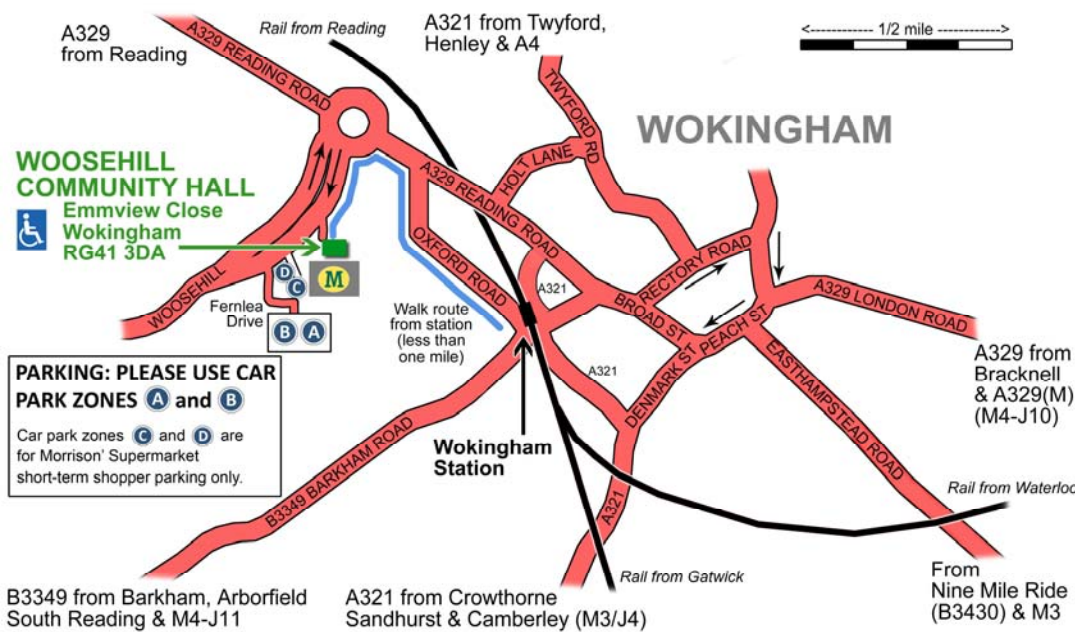 A329
from Reading
Rail from Reading
A321 from Twyford,
Henley & A4
<------------ 1/2 mile ------------>
A329 READING ROAD
TWYFORD RD
WOKINGHAM
WOOSEHILL
COMMUNITY HALL
Emmview Close
Wokingham
RG41 3DA
HOLT LANE
A329 READING ROAD
OXFORD ROAD
RECTORY ROAD
A321
D
C
M
WOOSEHILL
Fernlea
Drive
B A
Walk route
from station
(less than
one mile)
BROAD ST
PEACH ST
A329 LONDON ROAD
A321
DENMARK ST
EASTHAMPSTEAD ROAD
A329 from
Bracknell
& A329(M)
(M4-J10)
PARKING: PLEASE USE CAR
PARK ZONES A and B
Car park zones C and D are
for Morrison' Supermarket
short-term shopper parking only.
Wokingham
Station
B3349 BARKHAM ROAD
A321
Rail from Waterloo
Rail from Gatwick
B3349 from Barkham, Arborfield
South Reading & M4-J11
A321 from Crowthorne
Sandhurst & Camberley (M3/J4)
From
Nine Mile Ride
(B3430) & M3